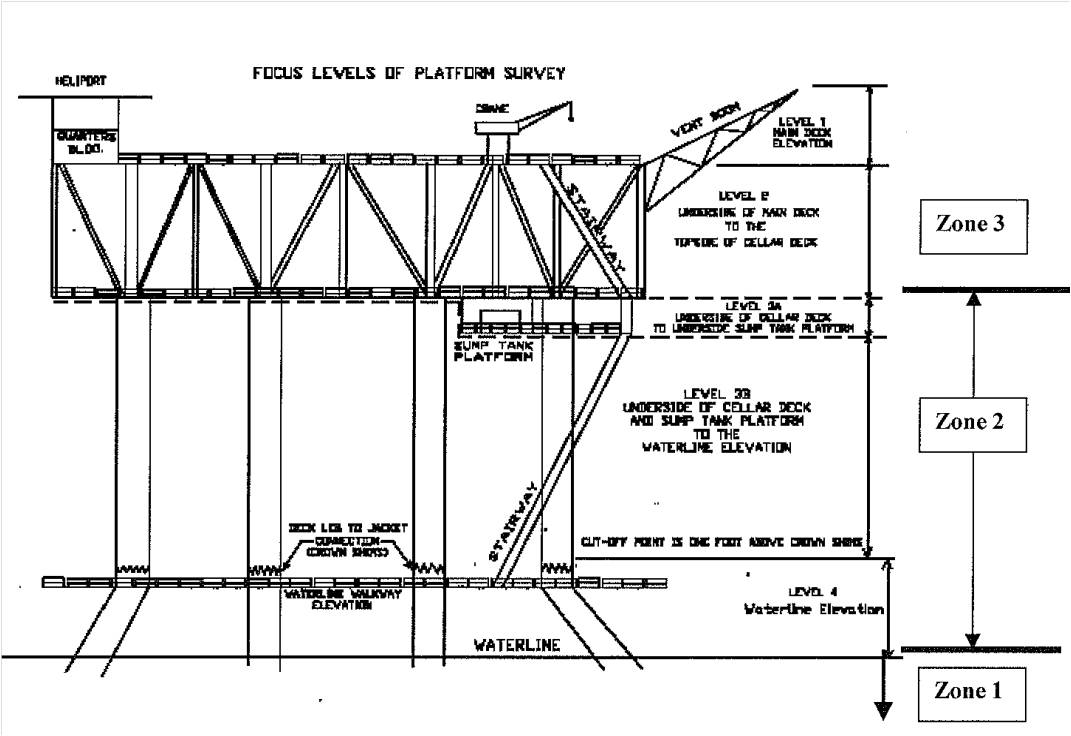 FOCUS LEVELS OF PLATFORM SURVEY
HELIPORT
CRANE
VENT BOOM
LEVEL 1
MAIN DECK
ELEVATION
QUARTERS
BLDG.
STAIRWAY
LEVEL 2
UNDERSIDE OF MAIN DECK
TO THE
TOPSIDE OF CELLAR DECK
Zone 3
LEVEL 3A
UNDERSIDE OF CELLAR DECK
TO UNDERSIDE SUMP TANK PLATFORM
SUMP TANK
PLATFORM
LEVEL 3B
UNDERSIDE OF CELLAR DECK
AND SUMP TANK PLATFORM
TO THE
WATERLINE ELEVATION
Zone 2
STAIRWAY
DECK LEG TO JACKET
CONNECTION
(CROWN SHIMS)
CUT-OFF POINT IS ONE FOOT ABOVE CROWN SHIMS
WATERLINE WALKWAY
ELEVATION
LEVEL 4
Waterline Elevation
WATERLINE
Zone 1